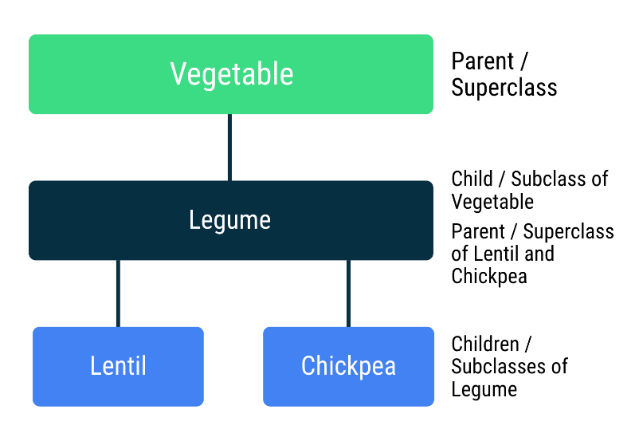 Vegetable
Parent /
Superclass
Legume
Child / Subclass of
Vegetable
Parent / Superclass
of Lentil and
Chickpea
Lentil
Chickpea
Children /
Subclasses of
Legume